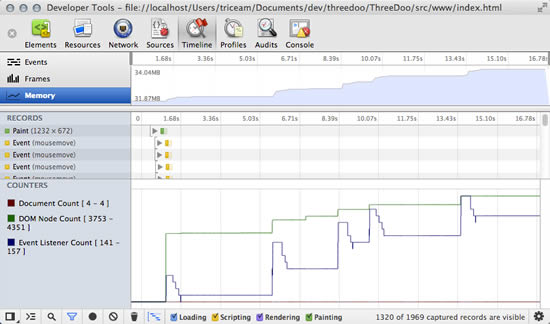 Developer Tools - file://localhost/Users/triceam/Documents/dev/threedoo/ThreeDoo/src/www/index.html
Elements Resources Network Sources Timeline Profiles Audits Console
Events
Frames
Memory
1.68s 3.36s 5.03s 6.71s 8.39s 10.07s 11.75s 13.43s 15.10s 16.78s
34.04MB
31.87MB
RECORDS
0 1.68s 3.36s 5.03s 6.71s 8.39s 10.07s 11.75s 13.43s 15.10s 16.78s
Paint (1232 × 672)
Event (mousemove)
Event (mousemove)
Event (mousemove)
COUNTERS
Document Count [4 - 4]
DOM Node Count [3753 -
4351]
Event Listener Count [141 -
157]
Loading Scripting Rendering Painting 1320 of 1969 captured records are visible